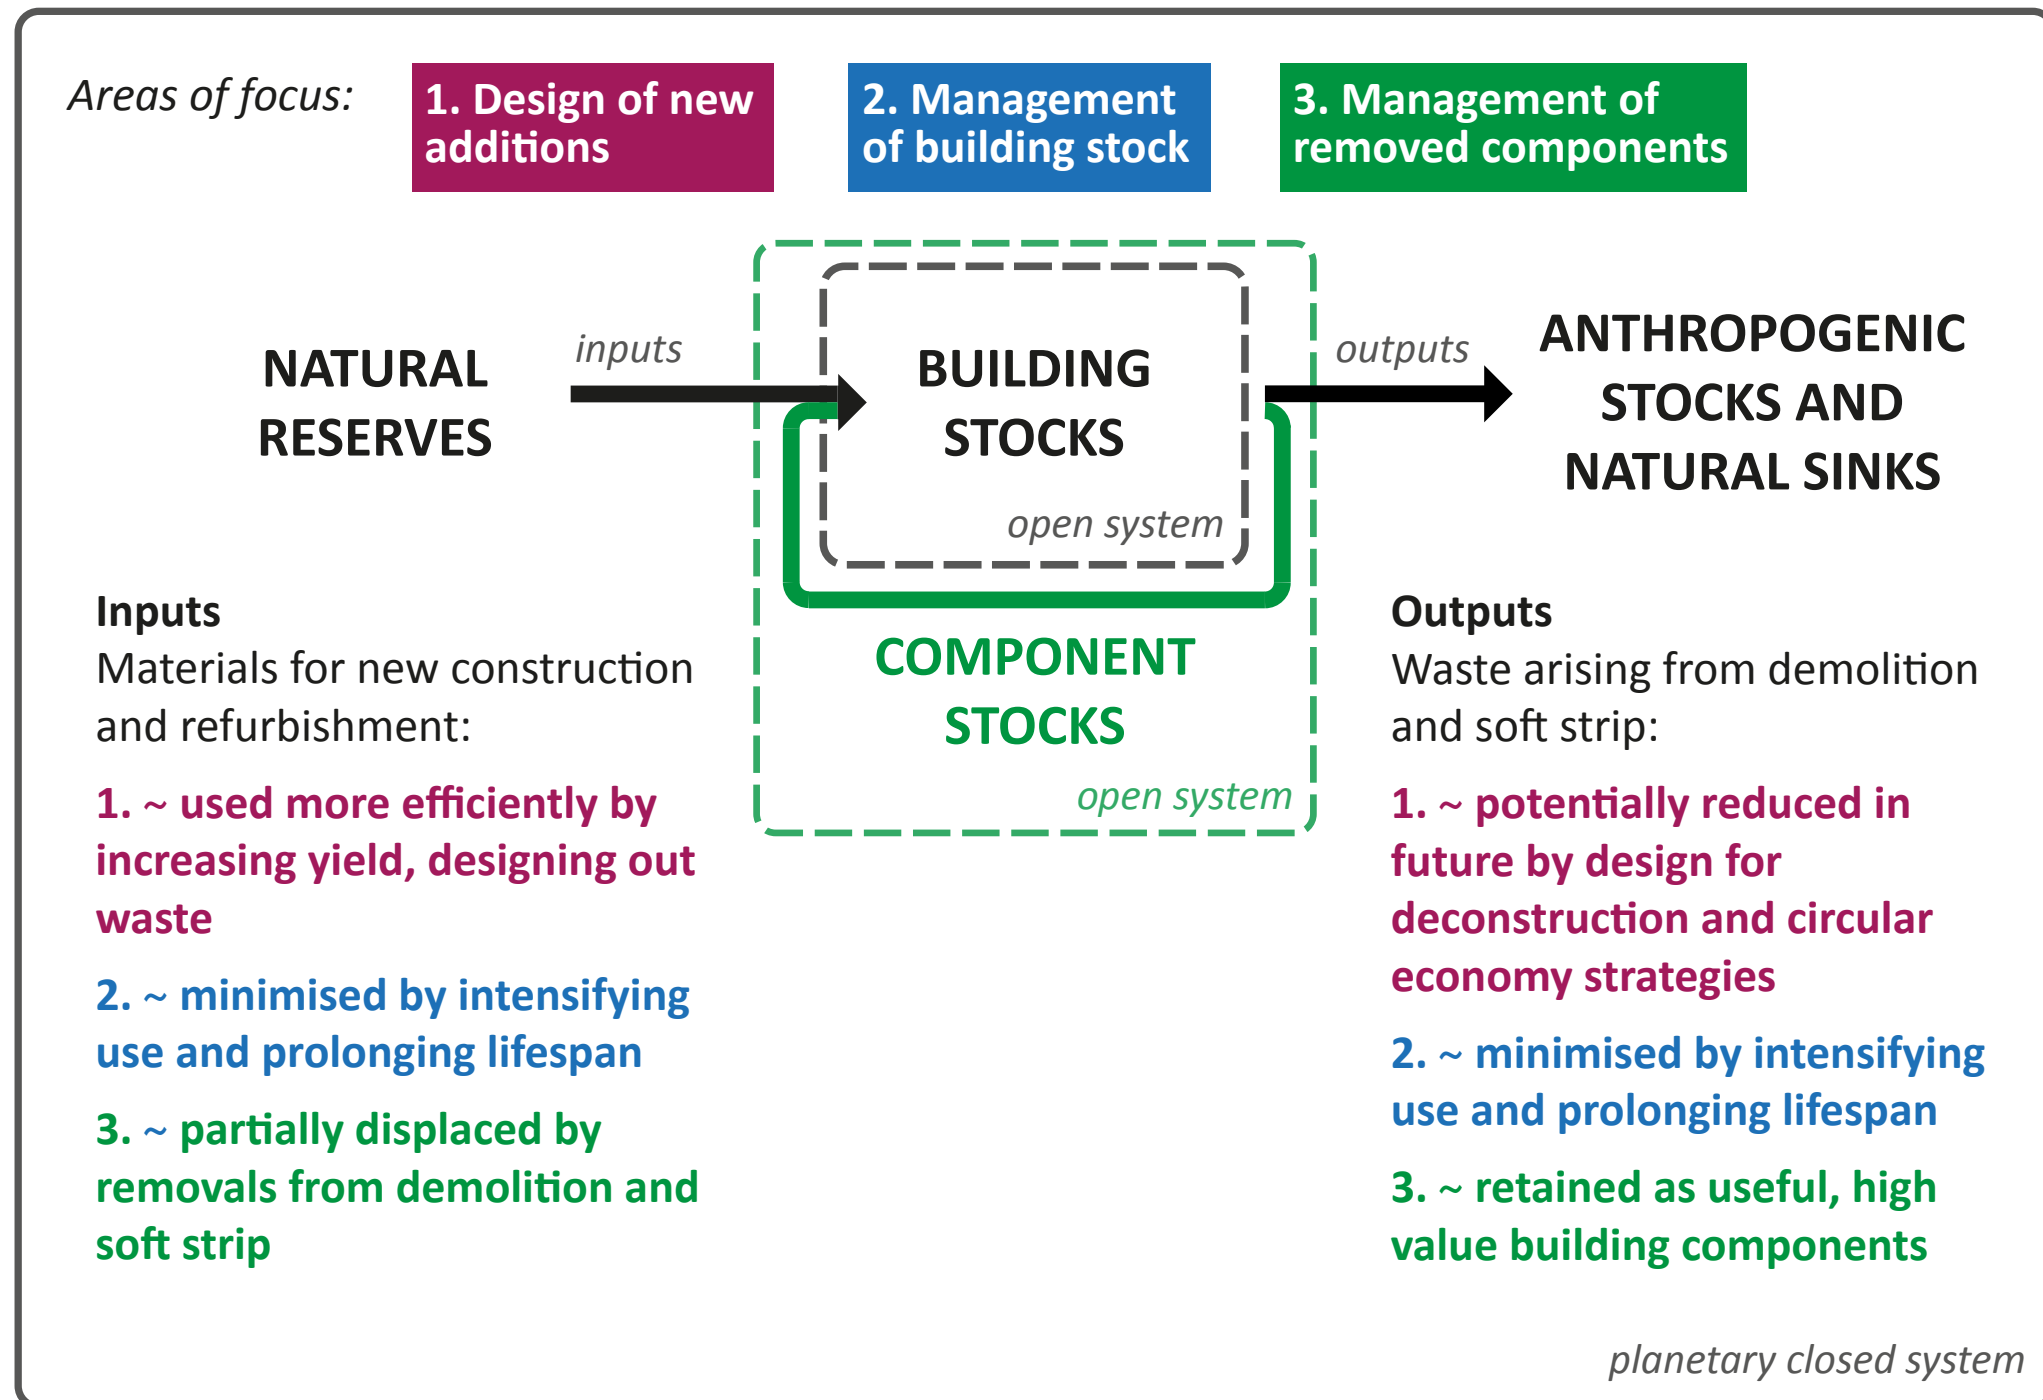 Areas of focus:
1. Design of new
additions
2. Management
of building stock
3. Management of
removed components
NATURAL
RESERVES
inputs
BUILDING
STOCKS
open system
outputs
ANTHROPOGENIC
STOCKS AND
NATURAL SINKS
COMPONENT
STOCKS
open system
Inputs
Materials for new construction
and refurbishment:
1. ~ used more efficiently by
increasing yield, designing out
waste
2. ~ minimised by intensifying
use and prolonging lifespan
3. ~ partially displaced by
removals from demolition and
soft strip
Outputs
Waste arising from demolition
and soft strip:
1. ~ potentially reduced in
future by design for
deconstruction and circular
economy strategies
2. ~ minimised by intensifying
use and prolonging lifespan
3. ~ retained as useful, high
value building components
planetary closed system